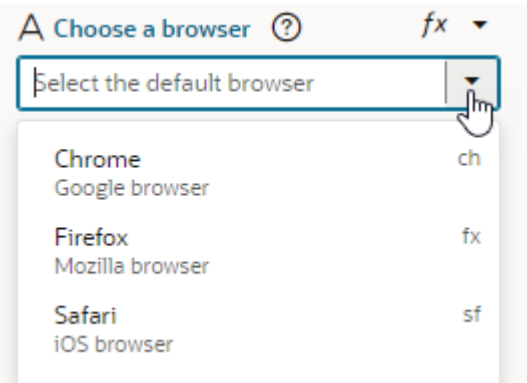 A Choose a browser ? fx
Select the default browser
Chrome ch
Google browser
Firefox fx
Mozilla browser
Safari sf
iOS browser